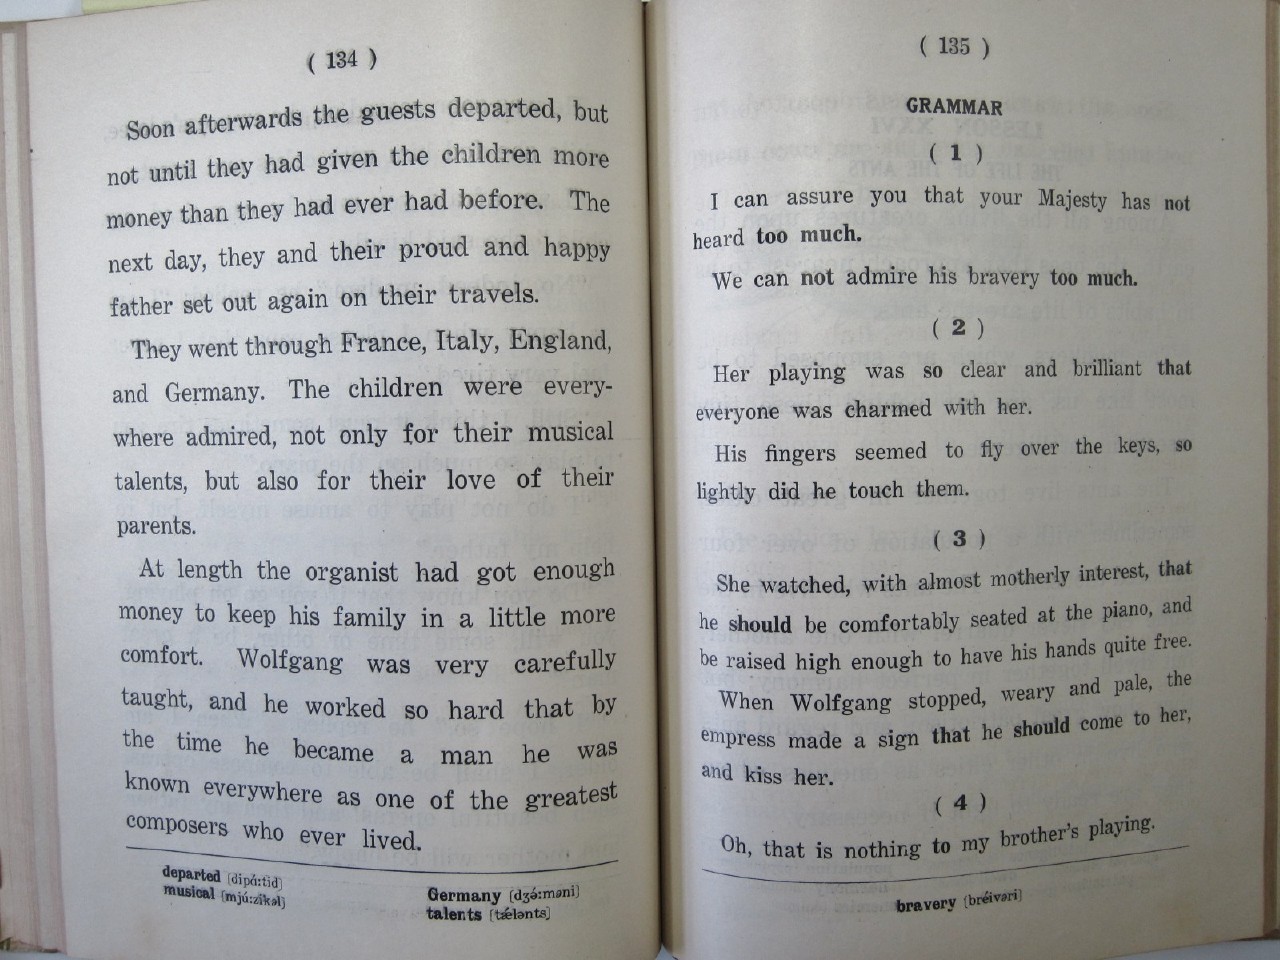 ( 134 )
Soon afterwards the guests departed, but
not until they had given the children more
money than they had ever had before. The
next day, they and their proud and happy
father set out again on their travels.
They went through France, Italy, England,
and Germany. The children were every-
where admired, not only for their musical
talents, but also for their love of their
parents.
At length the organist had got enough
money to keep his family in a little more
comfort. Wolfgang was very carefully
taught, and he worked so hard that by
the time he became a man he was
known everywhere as one of the greatest
composers who ever lived.
departed [dipá:tid]
musical [mjú:zikəl]
Germany [dʒə́:məni]
talents [tǽlənts]
( 135 )
GRAMMAR
( 1 )
I can assure you that your Majesty has not
heard too much.
We can not admire his bravery too much.
( 2 )
Her playing was so clear and brilliant that
everyone was charmed with her.
His fingers seemed to fly over the keys, so
lightly did he touch them.
( 3 )
She watched, with almost motherly interest, that
he should be comfortably seated at the piano, and
be raised high enough to have his hands quite free.
When Wolfgang stopped, weary and pale, the
empress made a sign that he should come to her,
and kiss her.
( 4 )
Oh, that is nothing to my brother's playing.
bravery [bréivəri]